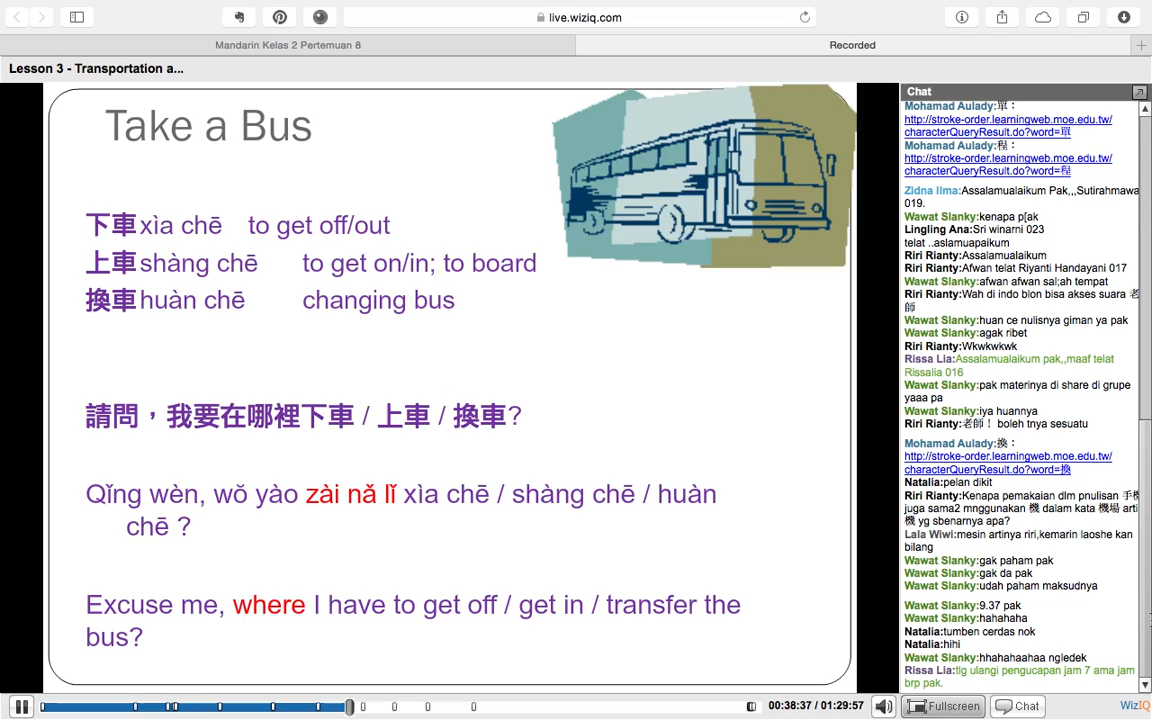 live.wiziq.com
Mandarin Kelas 2 Pertemuan 8
Recorded
Lesson 3 - Transportation a...
Take a Bus
下車 xìa chē to get off/out
上車 shàng chē to get on/in; to board
換車 huàn chē changing bus
請問，我要在哪裡下車 / 上車 / 換車?
Qǐng wèn, wǒ yào zài nǎ lǐ xìa chē / shàng chē / huàn
chē ?
Excuse me, where I have to get off / get in / transfer the
bus?
Chat
Mohamad Aulady:單：
http://stroke-order.learningweb.moe.edu.tw/
characterQueryResult.do?word=單
Mohamad Aulady:程：
http://stroke-order.learningweb.moe.edu.tw/
characterQueryResult.do?word=程
Zidna Ilma:Assalamualaikum Pak,,,Sutirahmawa
019.
Wawat Slanky:kenapa p[ak
Lingling Ana:Sri winarni 023
telat ..aslamuapaikum
Riri Rianty:Assalamualaikum
Riri Rianty:Afwan telat Riyanti Handayani 017
Wawat Slanky:afwan afwan sal;ah tempat
Riri Rianty:Wah di indo blon bisa akses suara 老
師
Wawat Slanky:huan ce nulisnya giman ya pak
Wawat Slanky:agak ribet
Riri Rianty:Wkwkwkwk
Rissa Lia:Assalamualaikum pak,,maaf telat
Rissalia 016
Wawat Slanky:pak materinya di share di grupe
yaaa pa
Wawat Slanky:iya huannya
Riri Rianty:老師！ boleh tnya sesuatu
Mohamad Aulady:換：
http://stroke-order.learningweb.moe.edu.tw/
characterQueryResult.do?word=換
Natalia:pelan dikit
Riri Rianty:Kenapa pemakaian dlm pnulisan 手機
juga sama2 mnggunakan 機 dalam kata 機場 arti
機 yg sbenarnya apa?
Lala Wiwi:mesin artinya riri,kemarin laoshe kan
bilang
Wawat Slanky:gak paham pak
Wawat Slanky:gak da pak
Wawat Slanky:udah paham maksudnya
Wawat Slanky:9.37 pak
Wawat Slanky:hahahaha
Natalia:tumben cerdas nok
Natalia:hihi
Wawat Slanky:hhahahaahaa ngledek
Rissa Lia:tlg ulangi pengucapan jam 7 ama jam
brp pak.
00:38:37 / 01:29:57
Fullscreen
Chat
WizIQ